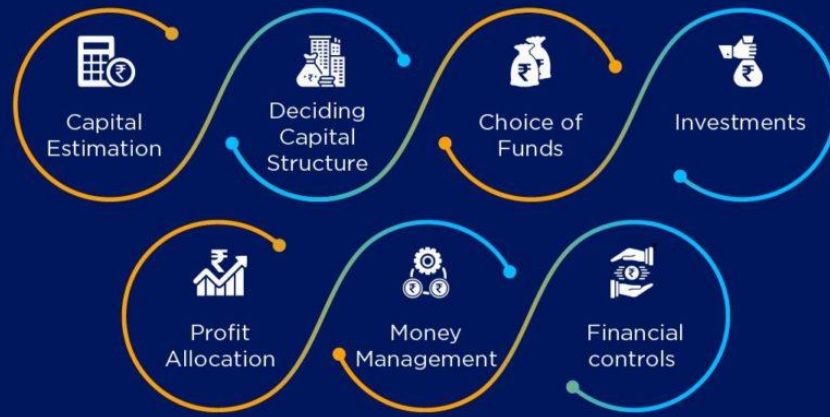 Capital
Estimation
Deciding
Capital
Structure
Choice of
Funds
Investments
Profit
Allocation
Money
Management
Financial
controls